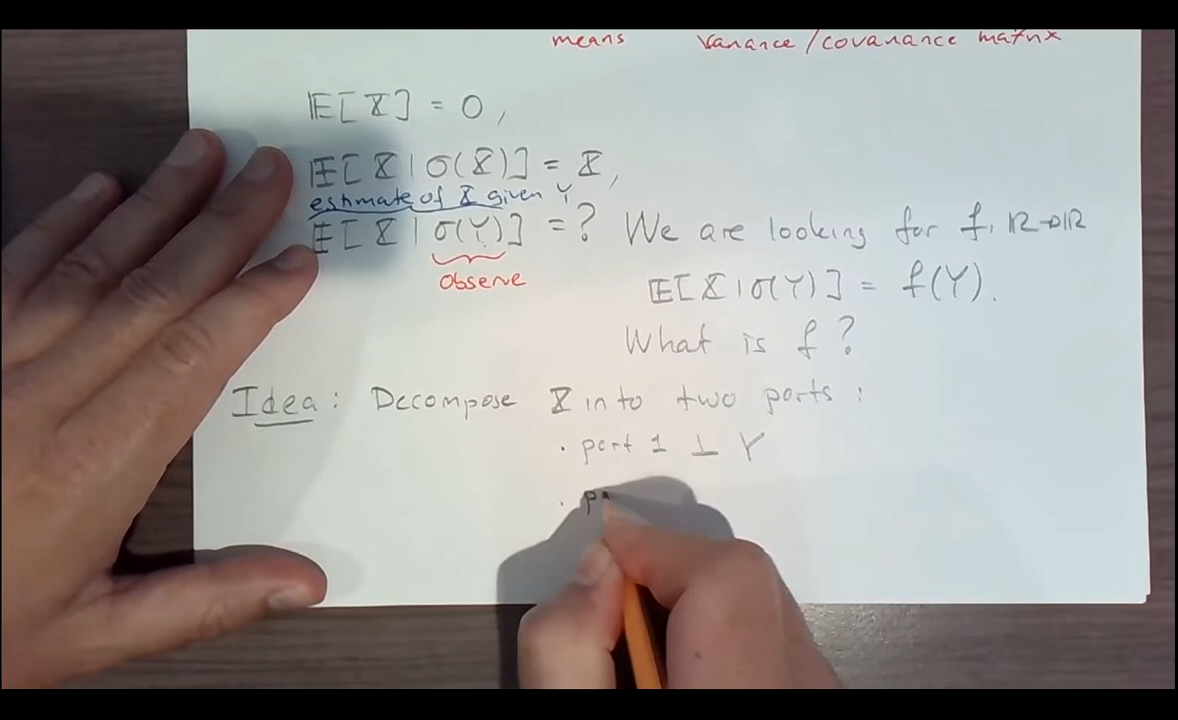 means variance/covariance matrix
E[X] = 0,
E[X|σ(X)] = X,
estimate of X given Y
E[X|σ(Y)] = ? We are looking for f: ℝ→ℝ
observe
E[X|σ(Y)] = f(Y).
What is f?
Idea: Decompose X into two parts:
· part 1 ⊥ Y
· pa